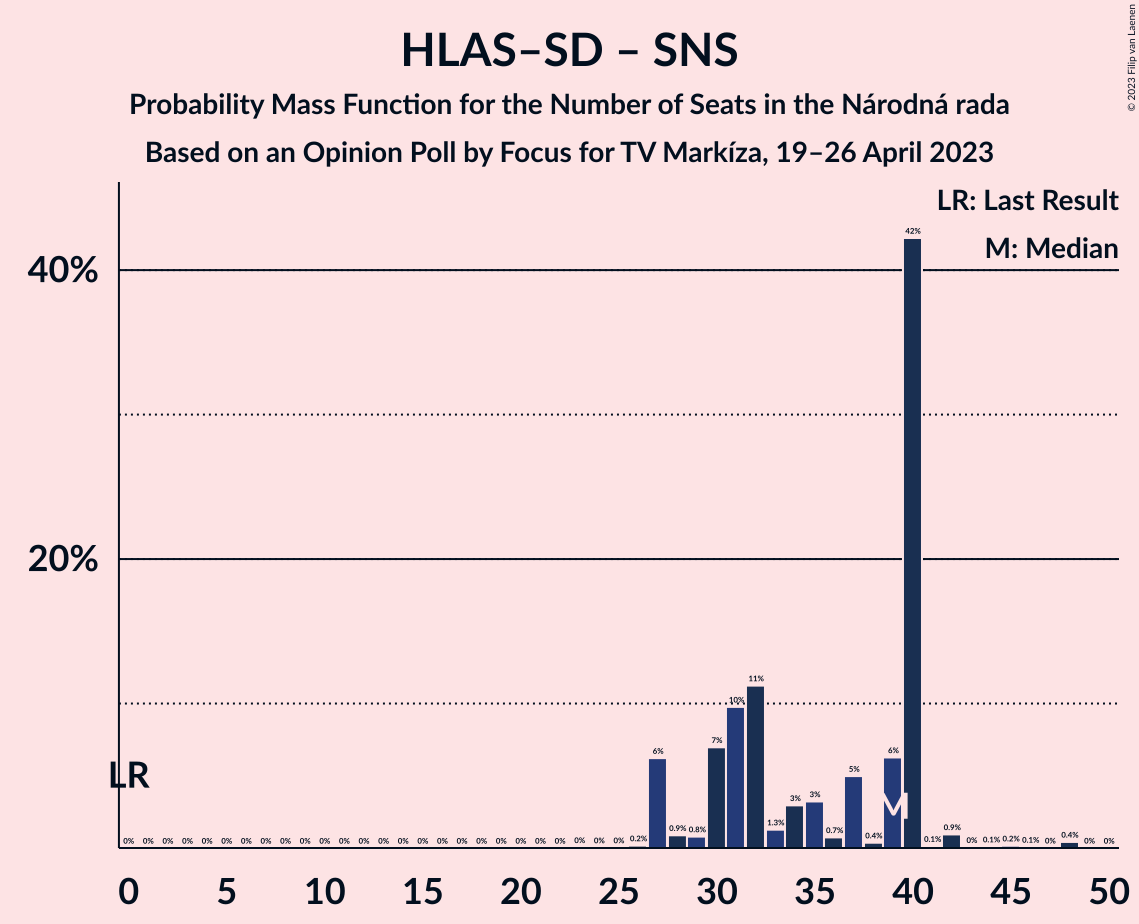 HLAS–SD – SNS
Probability Mass Function for the Number of Seats in the Národná rada
Based on an Opinion Poll by Focus for TV Markíza, 19–26 April 2023
© 2023 Filip van Laenen
LR: Last Result
M: Median
40%
20%
LR
M
0% 0% 0% 0% 0% 0% 0% 0% 0% 0% 0% 0% 0% 0% 0% 0% 0% 0% 0% 0% 0% 0% 0% 0% 0% 0% 0.2% 6% 0.9% 0.8% 7% 10% 11% 1.3% 3% 3% 0.7% 5% 0.4% 6% 42% 0.1% 0.9% 0% 0.1% 0.2% 0.1% 0% 0.4% 0% 0%
0 5 10 15 20 25 30 35 40 45 50